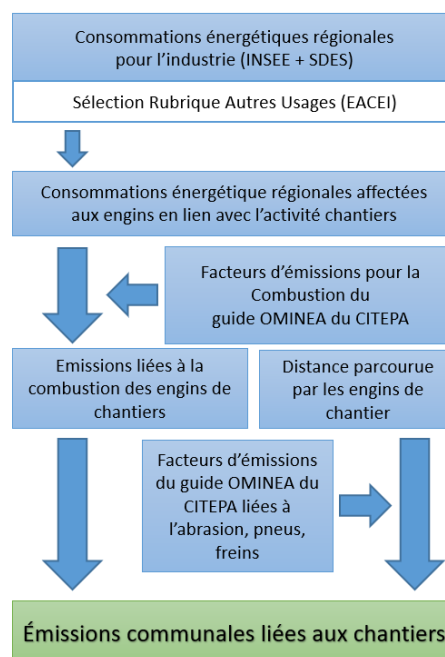 Consommations énergétiques régionales
pour l'industrie (INSEE + SDES)
Sélection Rubrique Autres Usages (EACEI)
Consommations énergétique régionales affectées
aux engins en lien avec l'activité chantiers
Facteurs d'émissions pour la
Combustion du
guide OMINEA du CITEPA
Emissions liées à la
combustion des engins de
chantiers
Distance parcourue
par les engins de
chantier
Facteurs d'émissions
du guide OMINEA du
CITEPA liées à
l'abrasion, pneus,
freins
Émissions communales liées aux chantiers